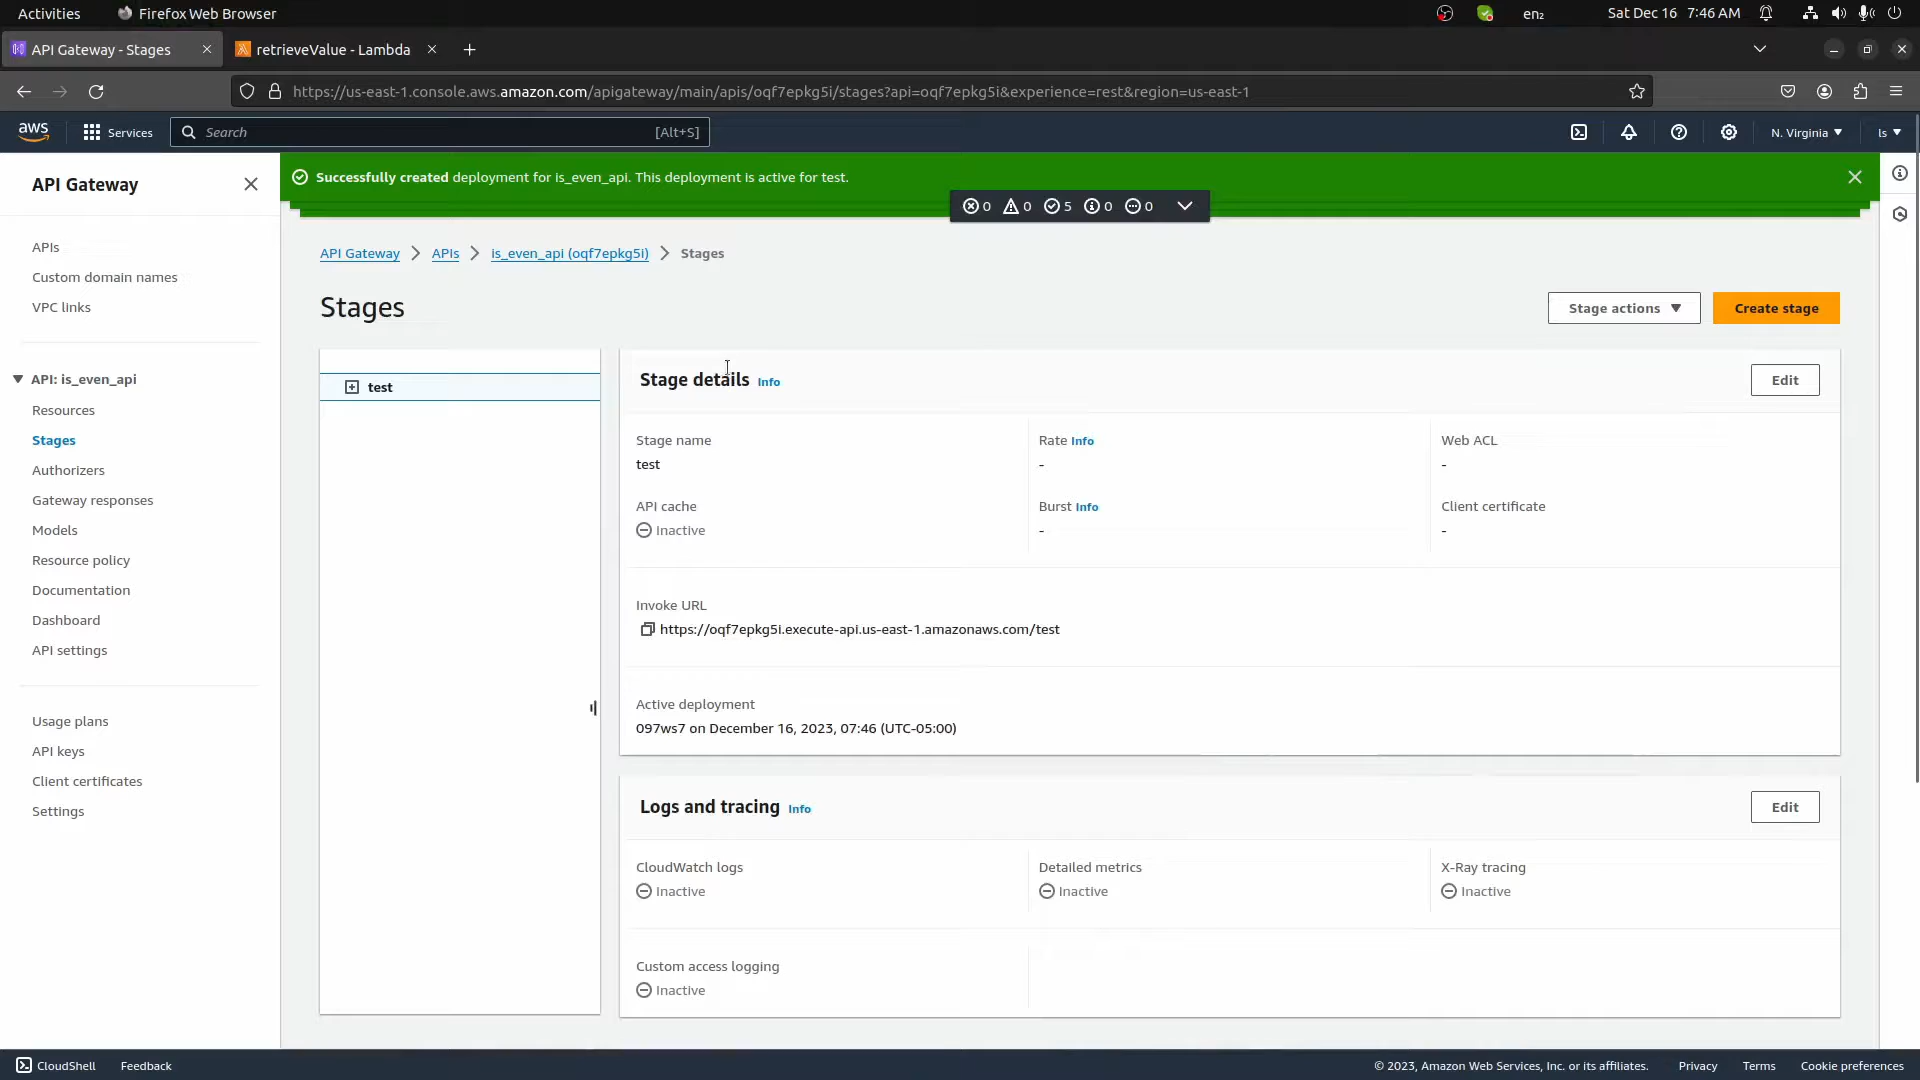 Activities
Firefox Web Browser
en₂
Sat Dec 16 7:46 AM
API Gateway - Stages
retrieveValue - Lambda
https://us-east-1.console.aws.amazon.com/apigateway/main/apis/oqf7epkg5i/stages?api=oqf7epkg5i&experience=rest&region=us-east-1
aws
Services
Search
[Alt+S]
N. Virginia
ls
API Gateway
APIs
Custom domain names
VPC links
API: is_even_api
Resources
Stages
Authorizers
Gateway responses
Models
Resource policy
Documentation
Dashboard
API settings
Usage plans
API keys
Client certificates
Settings
Successfully created deployment for is_even_api. This deployment is active for test.
0 0 5 0 0
API Gateway > APIs > is_even_api (oqf7epkg5i) > Stages
Stages
Stage actions
Create stage
test
Stage details Info
Edit
Stage name
test
Rate Info
-
Web ACL
-
API cache
Inactive
Burst Info
-
Client certificate
-
Invoke URL
https://oqf7epkg5i.execute-api.us-east-1.amazonaws.com/test
Active deployment
097ws7 on December 16, 2023, 07:46 (UTC-05:00)
Logs and tracing Info
Edit
CloudWatch logs
Inactive
Detailed metrics
Inactive
X-Ray tracing
Inactive
Custom access logging
Inactive
CloudShell
Feedback
© 2023, Amazon Web Services, Inc. or its affiliates.
Privacy
Terms
Cookie preferences